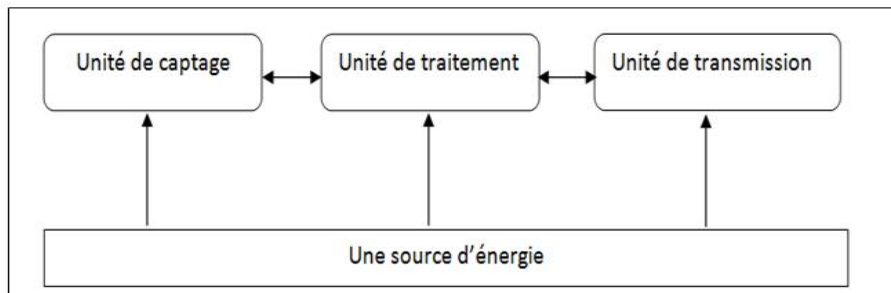 Unité de captage
Unité de traitement
Unité de transmission
Une source d'énergie